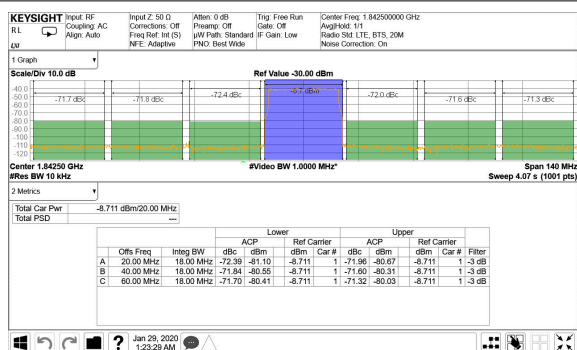 KEYSIGHT Input: RF Input Z: 50 Ω Atten: 0 dB Trig: Free Run Center Freq: 1.842500000 GHz
RL Coupling: AC Corrections: Off Preamp: Off Gate: Off Avg|Hold: 1/1
Align: Auto Freq Ref: Int (S) µW Path: Standard IF Gain: Low Radio Std: LTE, BTS, 20M
LXI NFE: Adaptive PNO: Best Wide Noise Correction: On
1 Graph
Scale/Div 10.0 dB Ref Value -30.00 dBm
-40.0
-50.0
-60.0
-70.0
-80.0
-90.0
-100
-110
-120
-71.7 dBc -71.8 dBc -72.4 dBc -8.7 dBm -72.0 dBc -71.6 dBc -71.3 dBc
Center 1.84250 GHz #Video BW 1.0000 MHz* Span 140 MHz
#Res BW 10 kHz Sweep 4.07 s (1001 pts)
2 Metrics
Total Car Pwr -8.711 dBm/20.00 MHz
Total PSD ---
Lower Upper
ACP Ref Carrier ACP Ref Carrier
Offs Freq Integ BW dBc dBm dBm Car # dBc dBm dBm Car # Filter
A 20.00 MHz 18.00 MHz -72.39 -81.10 -8.711 1 -71.96 -80.67 -8.711 1 -3 dB
B 40.00 MHz 18.00 MHz -71.84 -80.55 -8.711 1 -71.60 -80.31 -8.711 1 -3 dB
C 60.00 MHz 18.00 MHz -71.70 -80.41 -8.711 1 -71.32 -80.03 -8.711 1 -3 dB
? Jan 29, 2020
1:23:29 AM